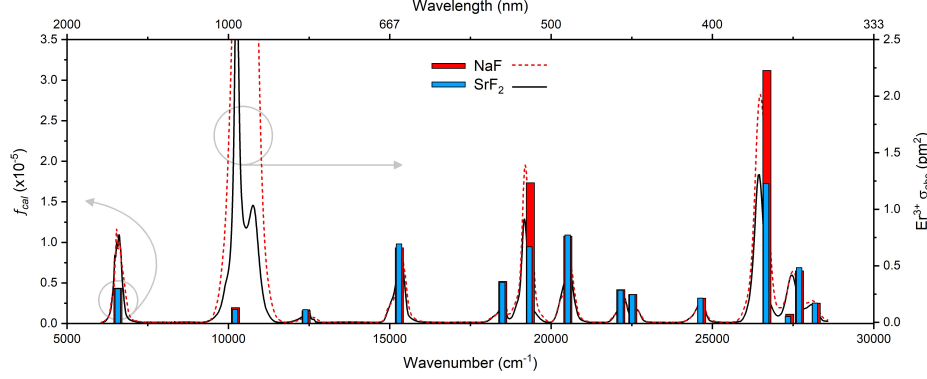 Wavelength (nm)
2000 1000 667 500 400 333
3.5 3.0 2.5 2.0 1.5 1.0 0.5 0.0
f_cal (x10^-5)
NaF
SrF₂
2.5 2.0 1.5 1.0 0.5 0.0
Er³⁺ σ_abs (pm²)
5000 10000 15000 20000 25000 30000
Wavenumber (cm⁻¹)